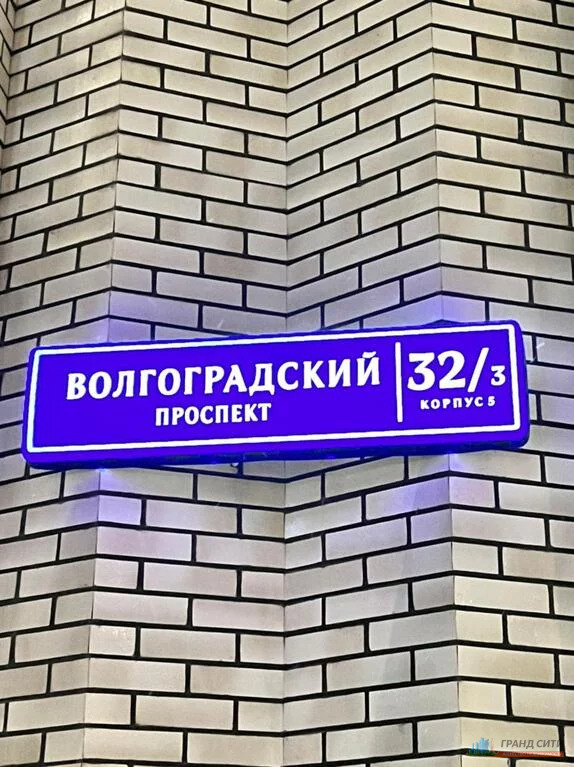 ВОЛГОГРАДСКИЙ
ПРОСПЕКТ
32/3
КОРПУС 5
ГРАНД СИТИ